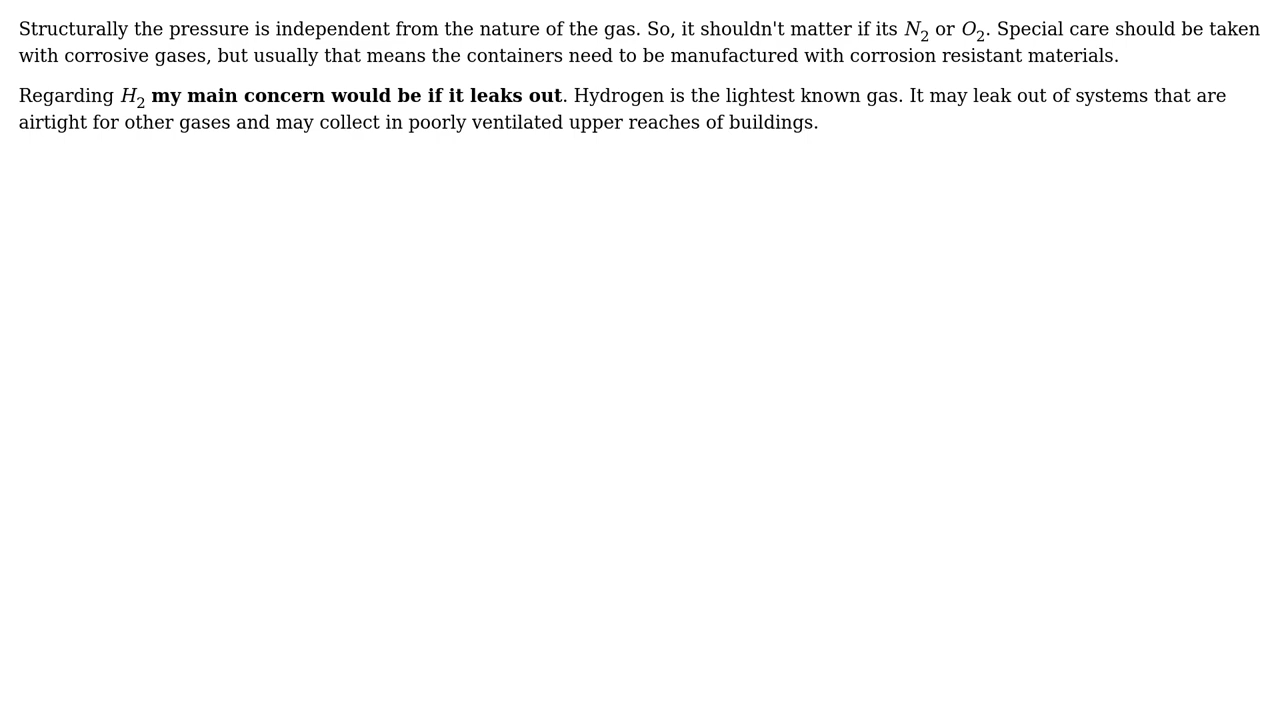 Structurally the pressure is independent from the nature of the gas. So, it shouldn't matter if its N₂ or O₂. Special care should be taken
with corrosive gases, but usually that means the containers need to be manufactured with corrosion resistant materials.
Regarding H₂ my main concern would be if it leaks out. Hydrogen is the lightest known gas. It may leak out of systems that are
airtight for other gases and may collect in poorly ventilated upper reaches of buildings.